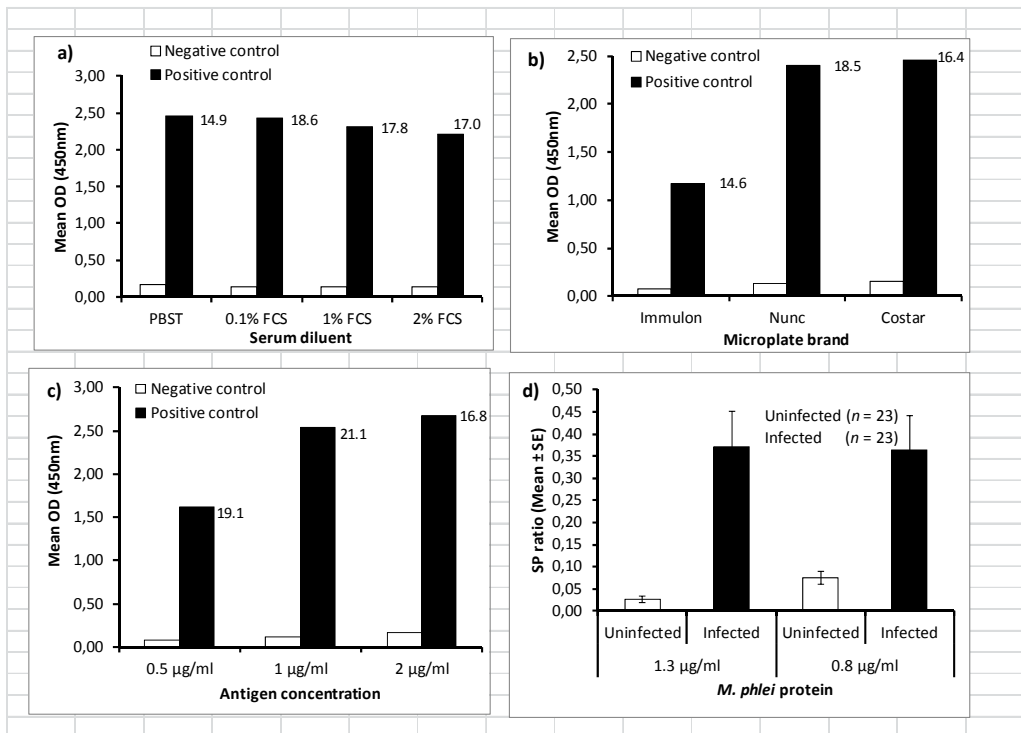 a)
Negative control
Positive control
Mean OD (450nm)
3,00
2,50
2,00
1,50
1,00
0,50
0,00
14.9
18.6
17.8
17.0
PBST 0.1% FCS 1% FCS 2% FCS
Serum diluent
b)
Negative control
Positive control
Mean OD (450nm)
2,50
2,00
1,50
1,00
0,50
0,00
14.6
18.5
16.4
Immulon Nunc Costar
Microplate brand
c)
Negative control
Positive control
Mean OD (450nm)
3,00
2,50
2,00
1,50
1,00
0,50
0,00
19.1
21.1
16.8
0.5 µg/ml 1 µg/ml 2 µg/ml
Antigen concentration
d)
Uninfected (n = 23)
Infected (n = 23)
SP ratio (Mean ± SE)
0,50
0,45
0,40
0,35
0,30
0,25
0,20
0,15
0,10
0,05
0,00
Uninfected Infected Uninfected Infected
1.3 µg/ml 0.8 µg/ml
M. phlei protein